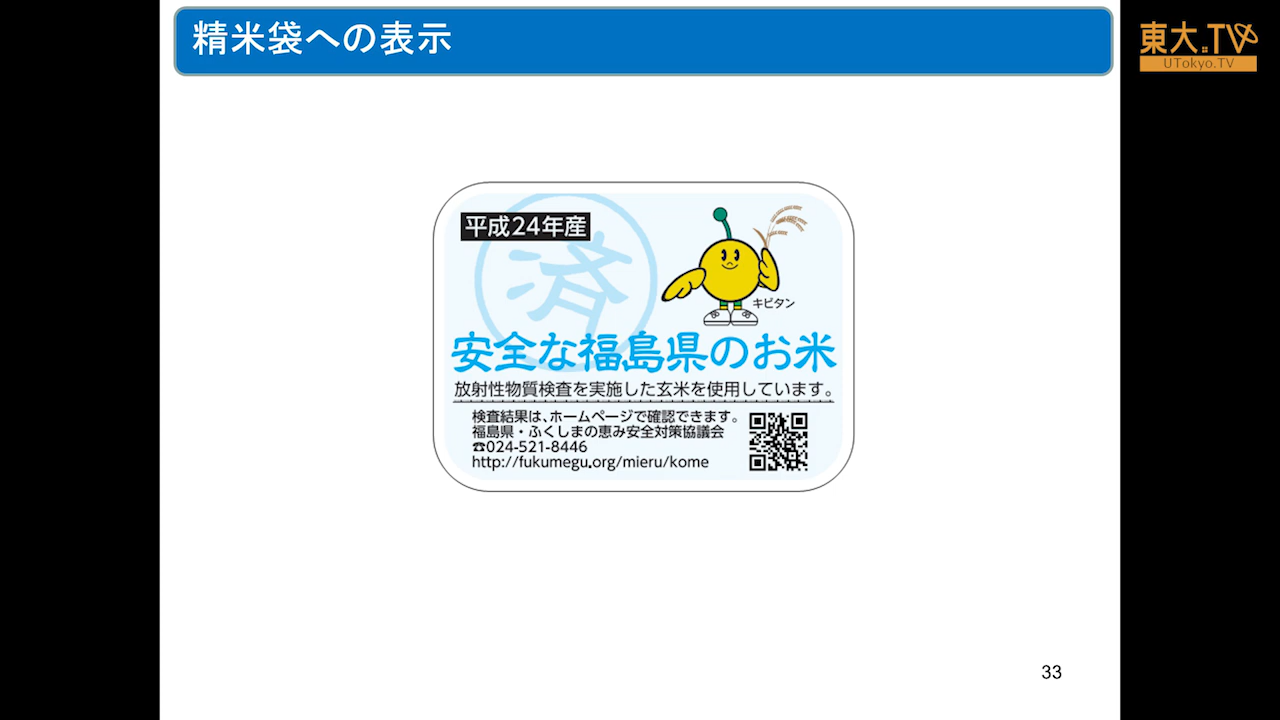 精米袋への表示
東大.TV
UTokyo.TV
平成24年産
済
キビタン
安全な福島県のお米
放射性物質検査を実施した玄米を使用しています。
検査結果は、ホームページで確認できます。
福島県・ふくしまの恵み安全対策協議会
☎024-521-8446
http://fukumegu.org/mieru/kome
33